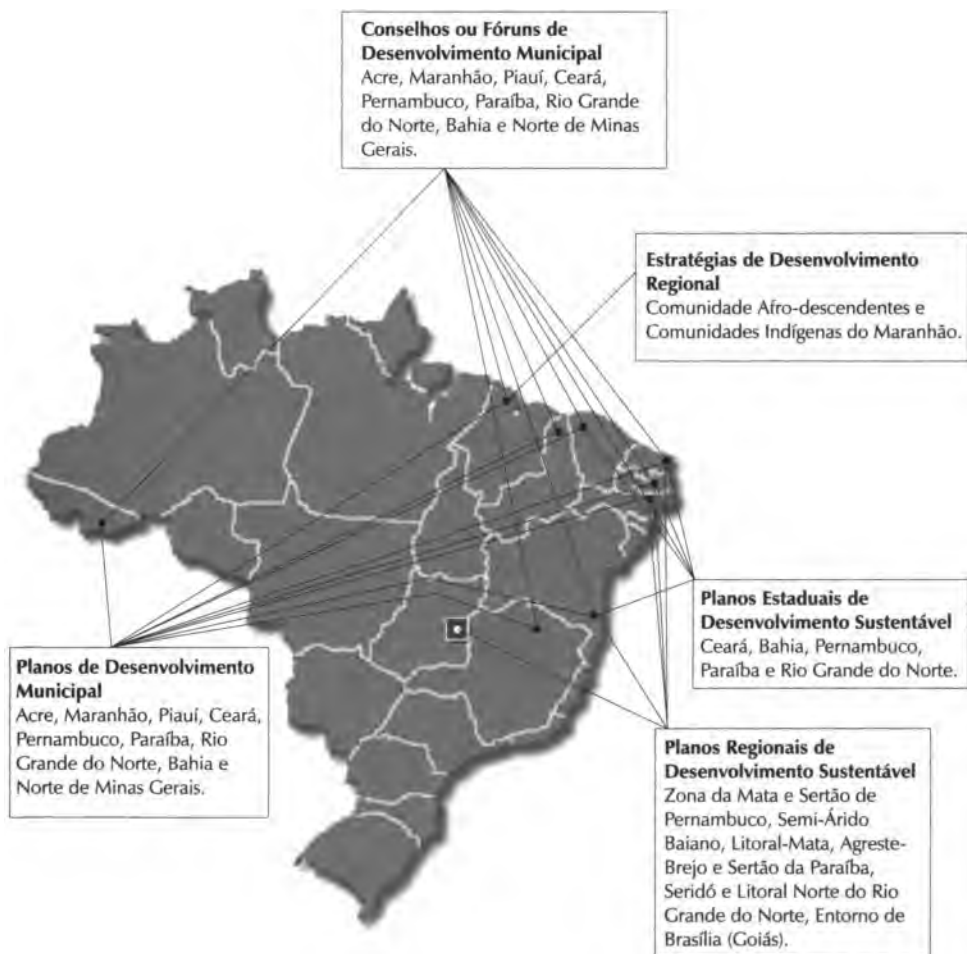 Conselhos ou Fóruns de
Desenvolvimento Municipal
Acre, Maranhão, Piauí, Ceará,
Pernambuco, Paraíba, Rio Grande
do Norte, Bahia e Norte de Minas
Gerais.
Estratégias de Desenvolvimento
Regional
Comunidade Afro-descendentes e
Comunidades Indígenas do Maranhão.
Planos Estaduais de
Desenvolvimento Sustentável
Ceará, Bahia, Pernambuco,
Paraíba e Rio Grande do Norte.
Planos de Desenvolvimento
Municipal
Acre, Maranhão, Piauí, Ceará,
Pernambuco, Paraíba, Rio
Grande do Norte, Bahia e
Norte de Minas Gerais.
Planos Regionais de
Desenvolvimento Sustentável
Zona da Mata e Sertão de
Pernambuco, Semi-Árido
Baiano, Litoral-Mata, Agreste-
Brejo e Sertão da Paraíba,
Seridó e Litoral Norte do Rio
Grande do Norte, Entorno de
Brasília (Goiás).